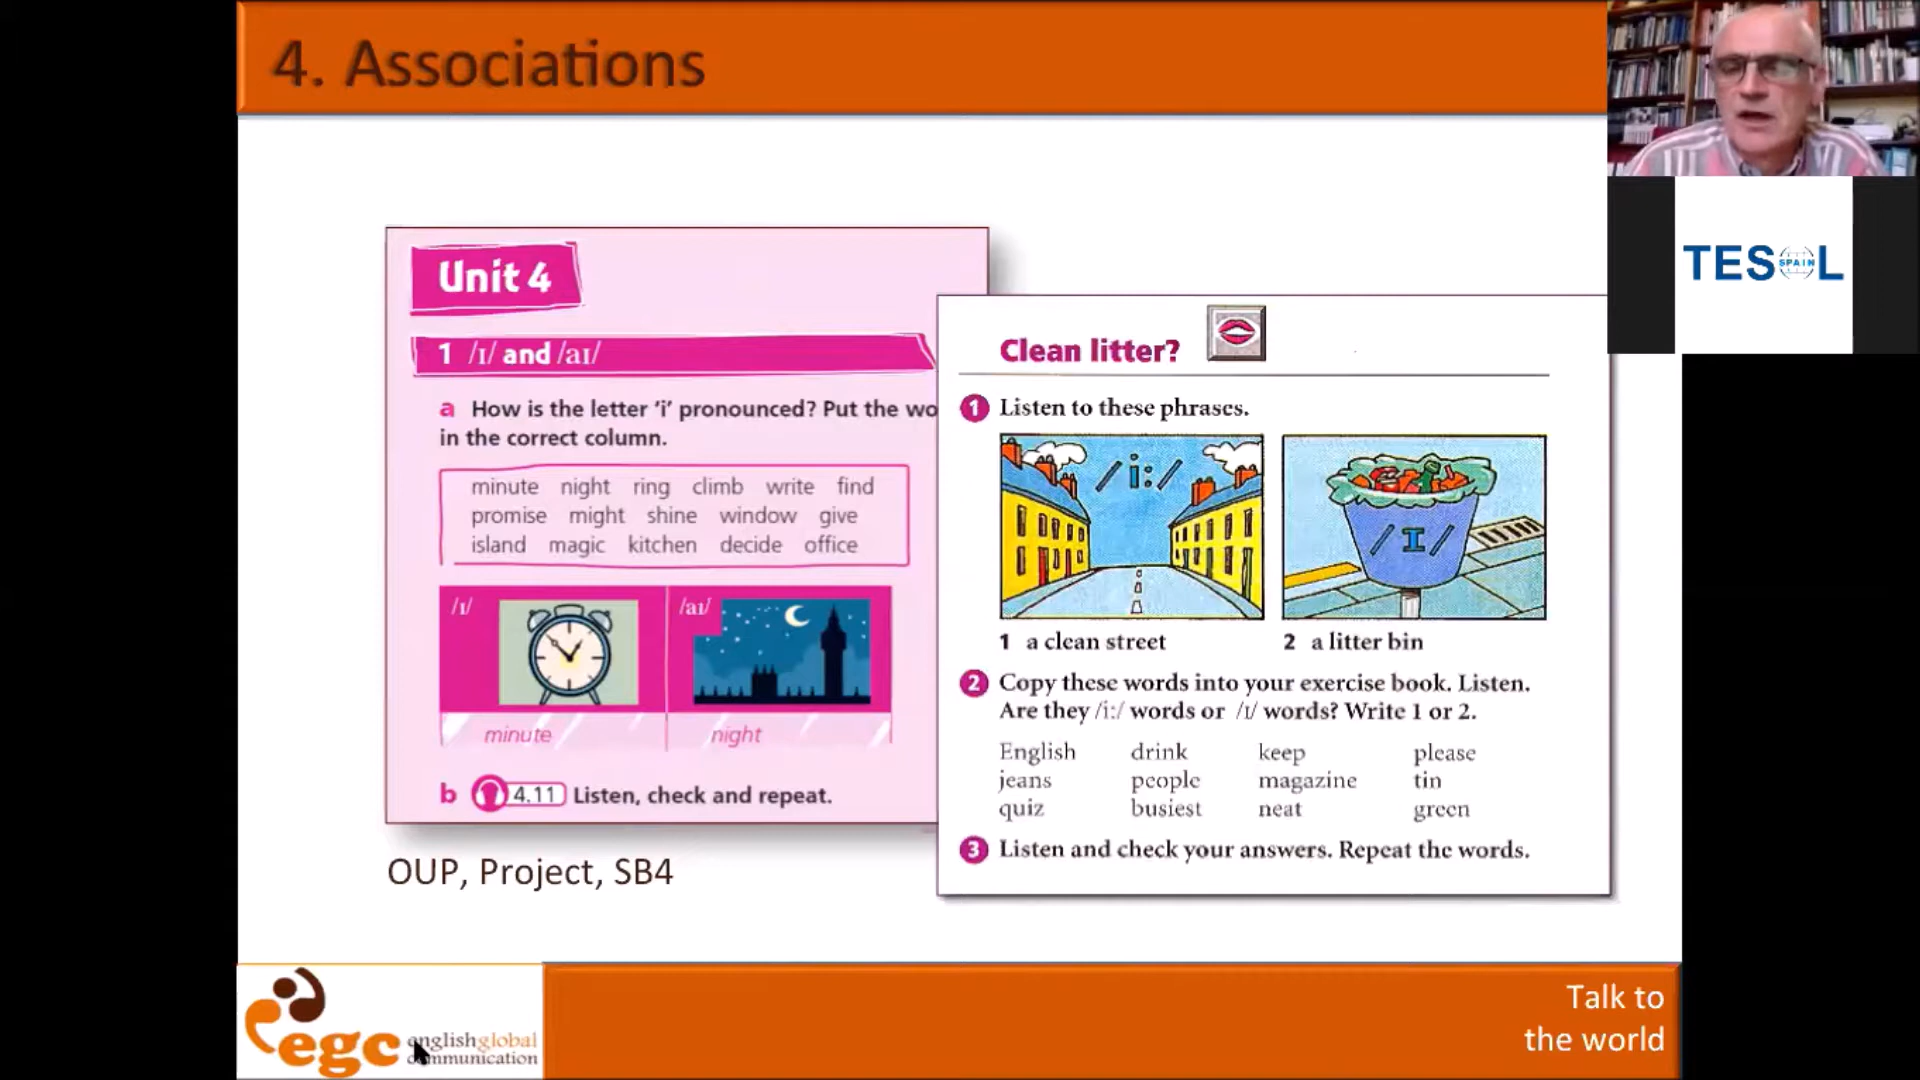 4. Associations
TESOL
SPAIN
Unit 4
1 /ɪ/ and /aɪ/
a How is the letter ‘i’ pronounced? Put the wo
in the correct column.
minute night ring climb write find
promise might shine window give
island magic kitchen decide office
/ɪ/ /aɪ/
minute night
b 4.11 Listen, check and repeat.
OUP, Project, SB4
Clean litter?
1 Listen to these phrases.
/i:/ /I/
1 a clean street 2 a litter bin
2 Copy these words into your exercise book. Listen.
Are they /i:/ words or /ɪ/ words? Write 1 or 2.
English drink keep please
jeans people magazine tin
quiz busiest neat green
3 Listen and check your answers. Repeat the words.
egc englishglobal
communication
Talk to
the world